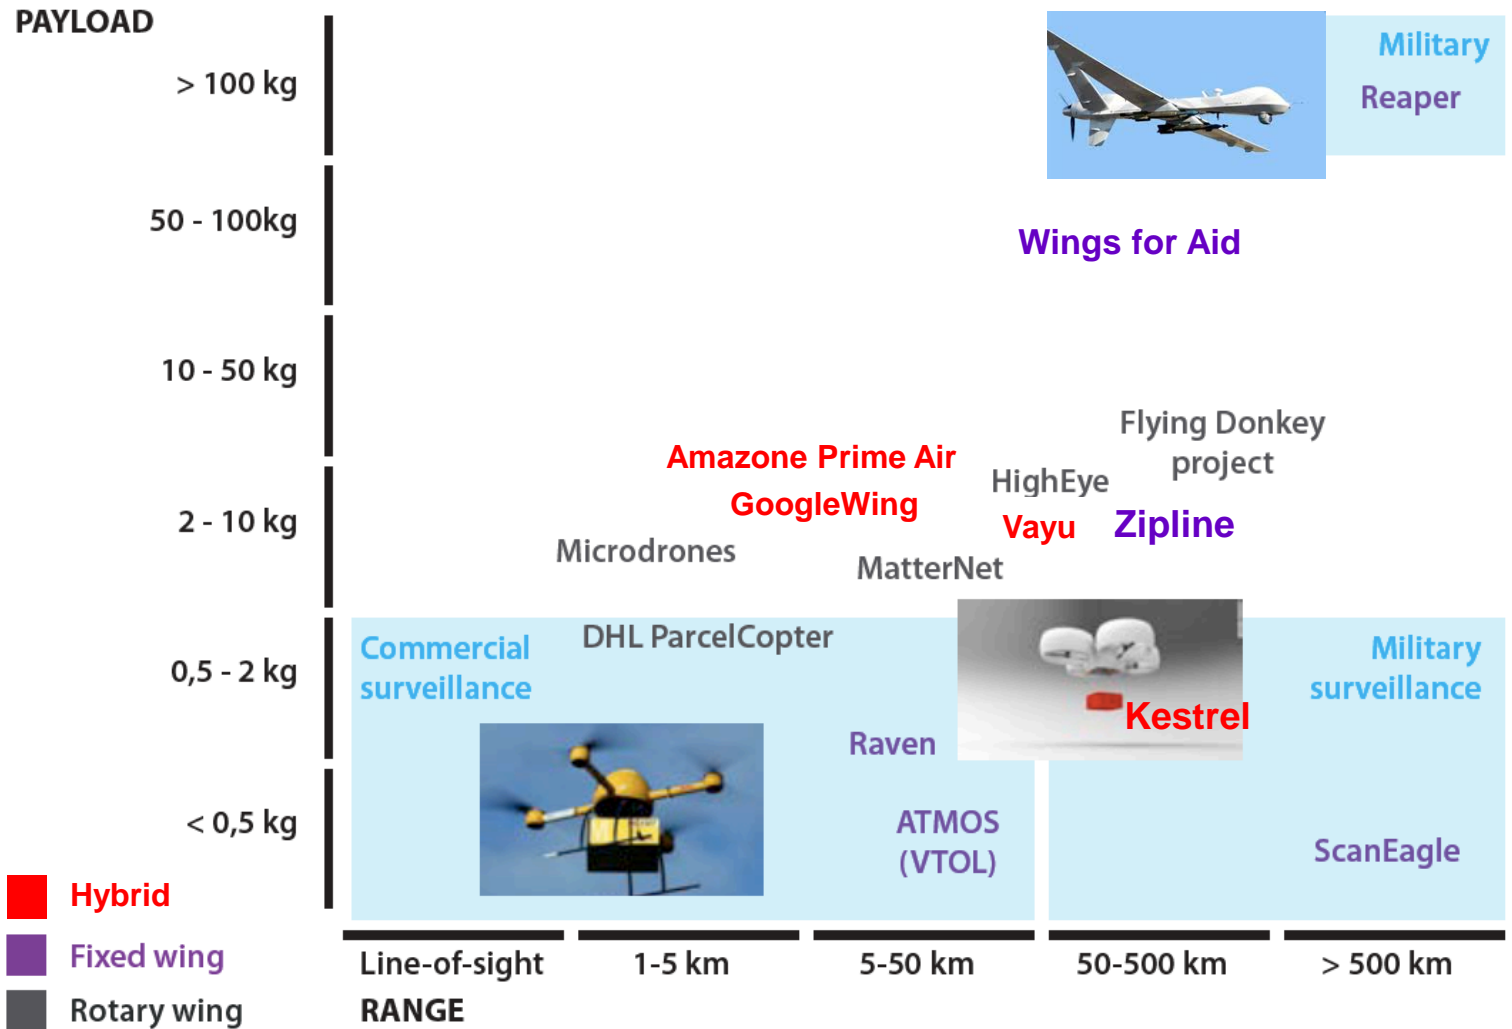 PAYLOAD
> 100 kg
Military
Reaper
50 - 100kg
Wings for Aid
10 - 50 kg
Flying Donkey
project
Amazone Prime Air
HighEye
GoogleWing
2 - 10 kg
Vayu
Zipline
Microdrones
MatterNet
DHL ParcelCopter
Commercial
surveillance
0,5 - 2 kg
Military
surveillance
Kestrel
Raven
< 0,5 kg
ATMOS
(VTOL)
ScanEagle
Hybrid
Fixed wing
Rotary wing
Line-of-sight
1-5 km
5-50 km
50-500 km
> 500 km
RANGE